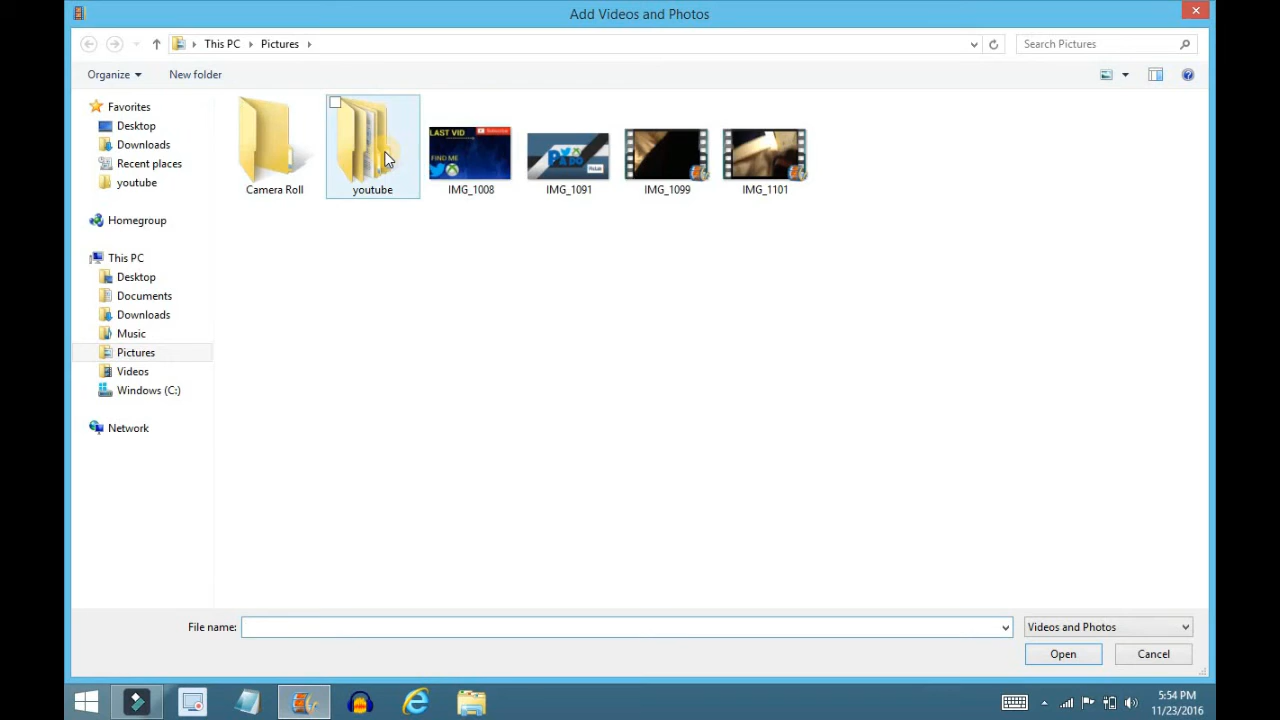 Add Videos and Photos
This PC
Pictures
Search Pictures
Organize
New folder
Favorites
Desktop
Downloads
Recent places
youtube
Homegroup
This PC
Desktop
Documents
Downloads
Music
Pictures
Videos
Windows (C:)
Network
LAST VID
Subscribe
FIND ME
Camera Roll
youtube
IMG_1008
IMG_1091
IMG_1099
IMG_1101
File name:
Videos and Photos
Open
Cancel
5:54 PM
11/23/2016